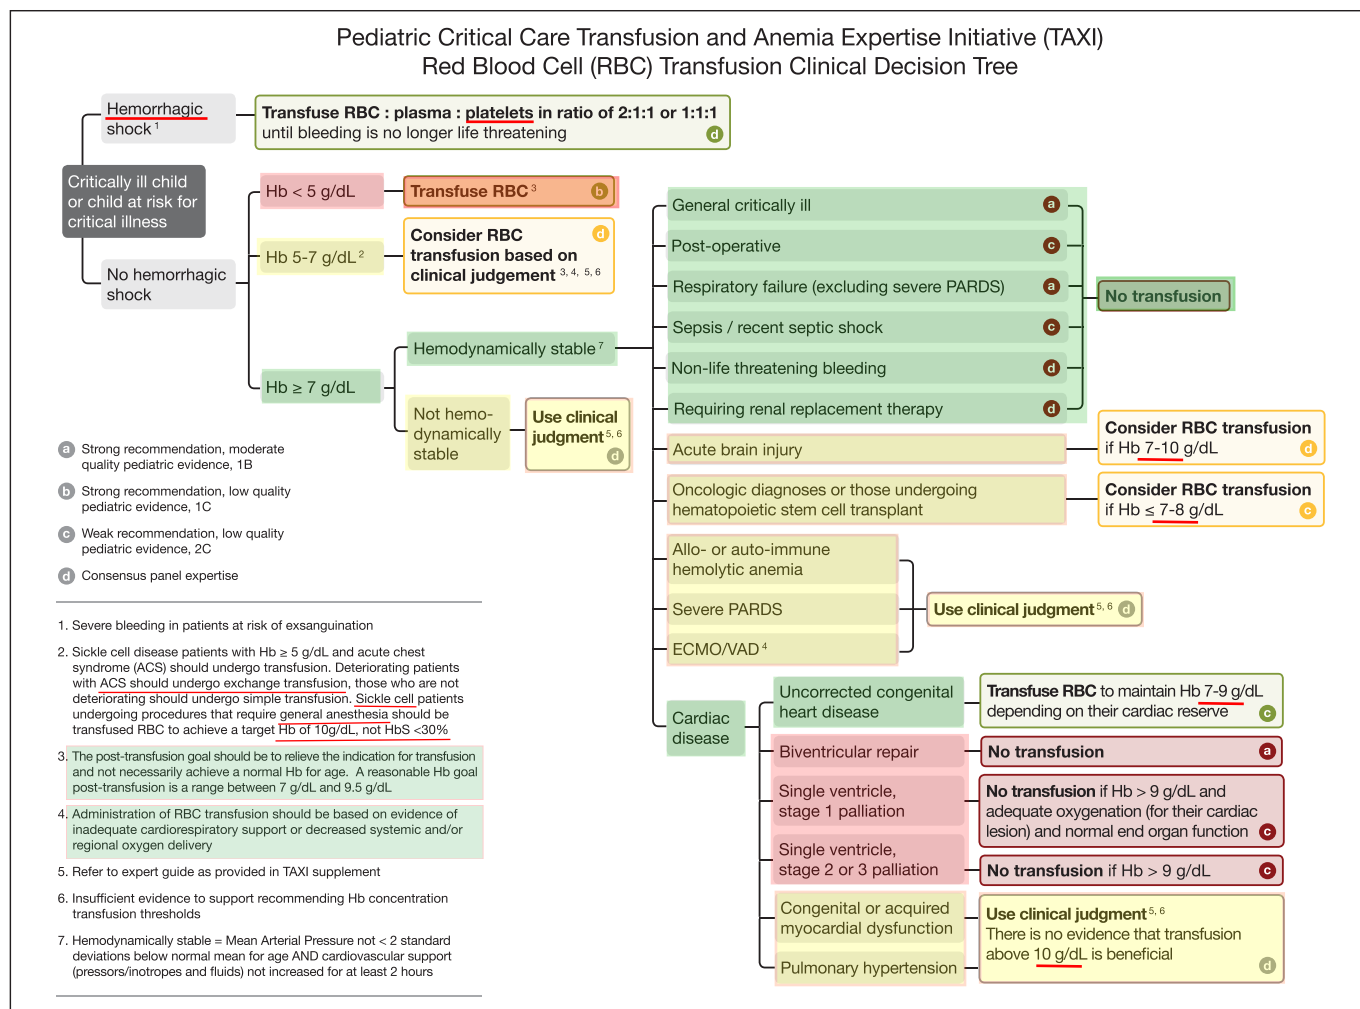 Pediatric Critical Care Transfusion and Anemia Expertise Initiative (TAXI)
Red Blood Cell (RBC) Transfusion Clinical Decision Tree
Hemorrhagic
shock 1
Transfuse RBC : plasma : platelets in ratio of 2:1:1 or 1:1:1
until bleeding is no longer life threatening
d
Critically ill child
or child at risk for
critical illness
No hemorrhagic
shock
Hb < 5 g/dL
Transfuse RBC 3
b
Hb 5-7 g/dL 2
Consider RBC
transfusion based on
clinical judgement 3, 4, 5, 6
d
Hb ≥ 7 g/dL
Hemodynamically stable 7
Not hemo-
dynamically
stable
Use clinical
judgment 5, 6
d
General critically ill
a
Post-operative
c
Respiratory failure (excluding severe PARDS)
a
Sepsis / recent septic shock
c
Non-life threatening bleeding
d
Requiring renal replacement therapy
d
No transfusion
Acute brain injury
Consider RBC transfusion
if Hb 7-10 g/dL
d
Oncologic diagnoses or those undergoing
hematopoietic stem cell transplant
Consider RBC transfusion
if Hb ≤ 7-8 g/dL
c
Allo- or auto-immune
hemolytic anemia
Severe PARDS
ECMO/VAD 4
Use clinical judgment 5, 6
d
Cardiac
disease
Uncorrected congenital
heart disease
Transfuse RBC to maintain Hb 7-9 g/dL
depending on their cardiac reserve
c
Biventricular repair
No transfusion
a
Single ventricle,
stage 1 palliation
No transfusion if Hb > 9 g/dL and
adequate oxygenation (for their cardiac
lesion) and normal end organ function
c
Single ventricle,
stage 2 or 3 palliation
No transfusion if Hb > 9 g/dL
c
Congenital or acquired
myocardial dysfunction
Pulmonary hypertension
Use clinical judgment 5, 6
There is no evidence that transfusion
above 10 g/dL is beneficial
d
a Strong recommendation, moderate
quality pediatric evidence, 1B
b Strong recommendation, low quality
pediatric evidence, 1C
c Weak recommendation, low quality
pediatric evidence, 2C
d Consensus panel expertise
1. Severe bleeding in patients at risk of exsanguination
2. Sickle cell disease patients with Hb ≥ 5 g/dL and acute chest
syndrome (ACS) should undergo transfusion. Deteriorating patients
with ACS should undergo exchange transfusion, those who are not
deteriorating should undergo simple transfusion. Sickle cell patients
undergoing procedures that require general anesthesia should be
transfused RBC to achieve a target Hb of 10g/dL, not HbS <30%
3. The post-transfusion goal should be to relieve the indication for transfusion
and not necessarily achieve a normal Hb for age. A reasonable Hb goal
post-transfusion is a range between 7 g/dL and 9.5 g/dL
4. Administration of RBC transfusion should be based on evidence of
inadequate cardiorespiratory support or decreased systemic and/or
regional oxygen delivery
5. Refer to expert guide as provided in TAXI supplement
6. Insufficient evidence to support recommending Hb concentration
transfusion thresholds
7. Hemodynamically stable = Mean Arterial Pressure not < 2 standard
deviations below normal mean for age AND cardiovascular support
(pressors/inotropes and fluids) not increased for at least 2 hours